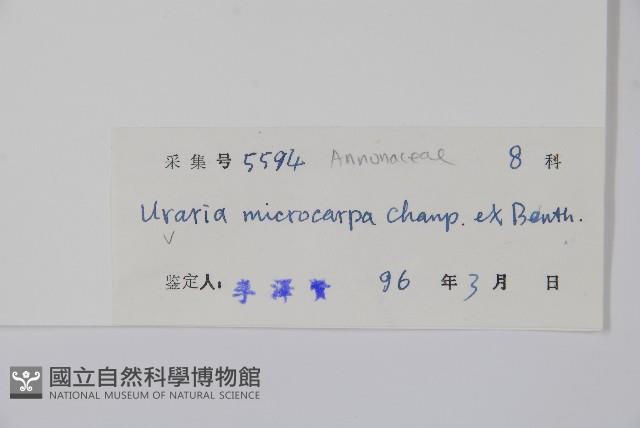 采集号 5594 Annonaceae 8 科
Uraria microcarpa Champ. ex Benth.
鉴定人: 李澤賢 96 年 3 月 日
國立自然科學博物館
NATIONAL MUSEUM OF NATURAL SCIENCE